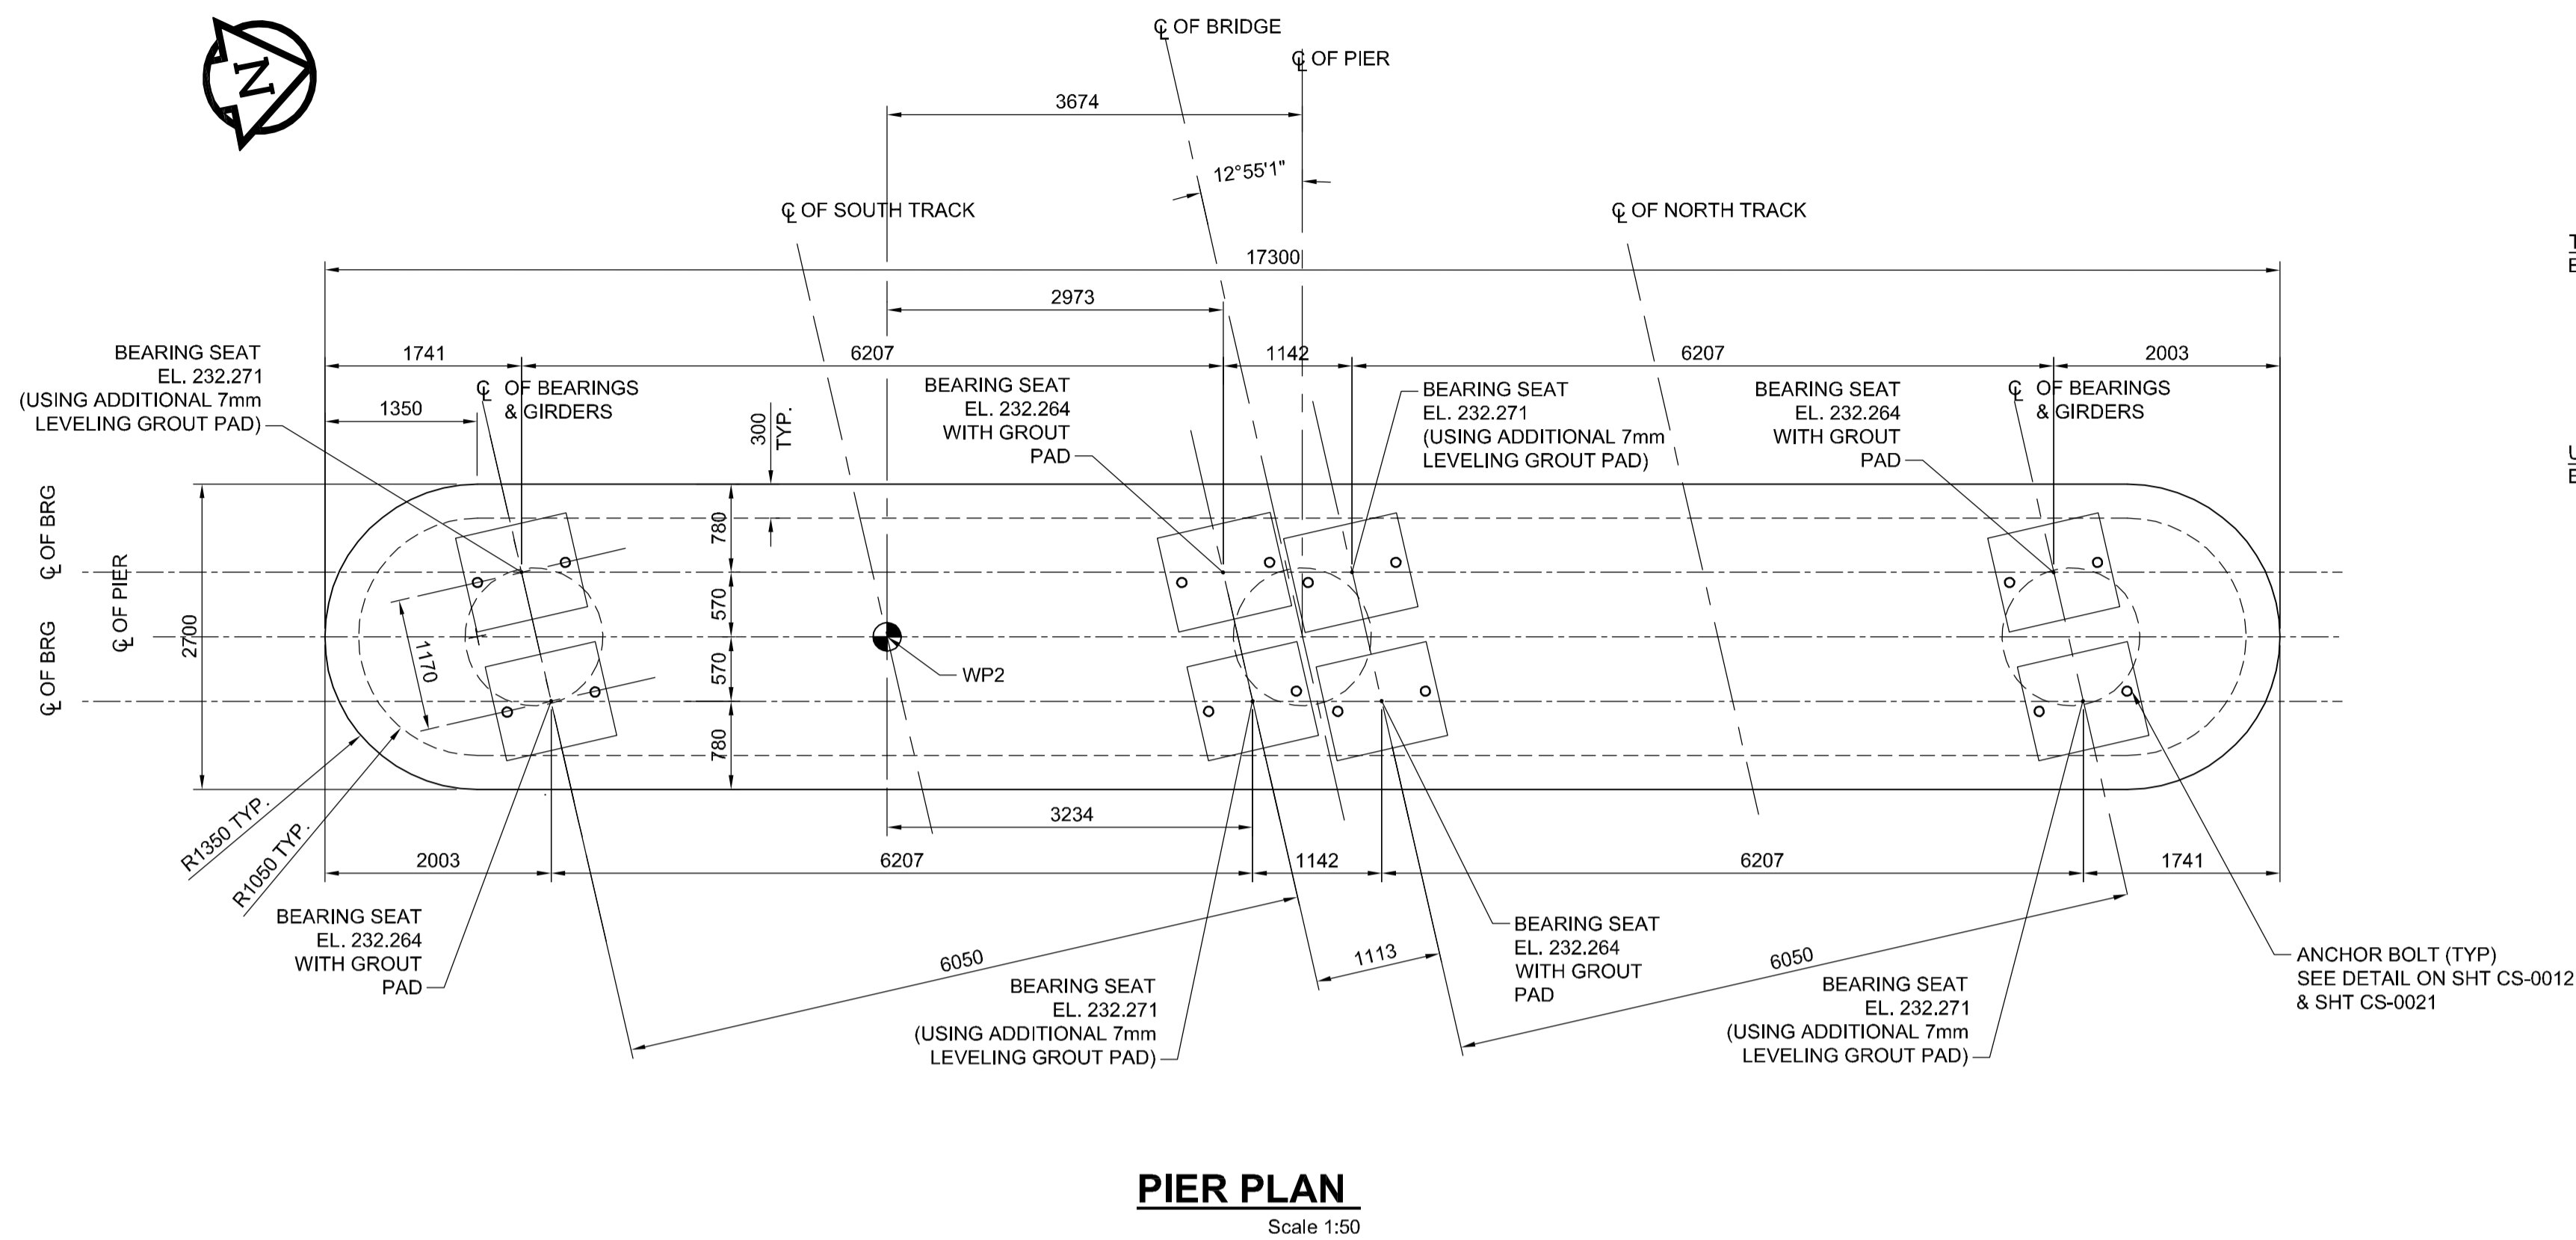 ℄ OF BRIDGE
℄ OF PIER
N
3674
12°55'1"
℄ OF SOUTH TRACK
℄ OF NORTH TRACK
17300
2973
1741
6207
1142
6207
2003
BEARING SEAT
EL. 232.271
(USING ADDITIONAL 7mm
LEVELING GROUT PAD)
℄ OF BEARINGS
& GIRDERS
1350
300
TYP.
BEARING SEAT
EL. 232.264
WITH GROUT
PAD
BEARING SEAT
EL. 232.271
(USING ADDITIONAL 7mm
LEVELING GROUT PAD)
BEARING SEAT
EL. 232.264
WITH GROUT
PAD
℄ OF BEARINGS
& GIRDERS
℄ OF BRG
℄ OF PIER
℄ OF BRG
2700
780
570
570
780
1170
WP2
R1350 TYP.
R1050 TYP.
3234
2003
6207
1142
6207
1741
BEARING SEAT
EL. 232.264
WITH GROUT
PAD
6050
BEARING SEAT
EL. 232.271
(USING ADDITIONAL 7mm
LEVELING GROUT PAD)
1113
BEARING SEAT
EL. 232.264
WITH GROUT
PAD
6050
BEARING SEAT
EL. 232.271
(USING ADDITIONAL 7mm
LEVELING GROUT PAD)
ANCHOR BOLT (TYP)
SEE DETAIL ON SHT CS-0012
& SHT CS-0021
PIER PLAN
Scale 1:50